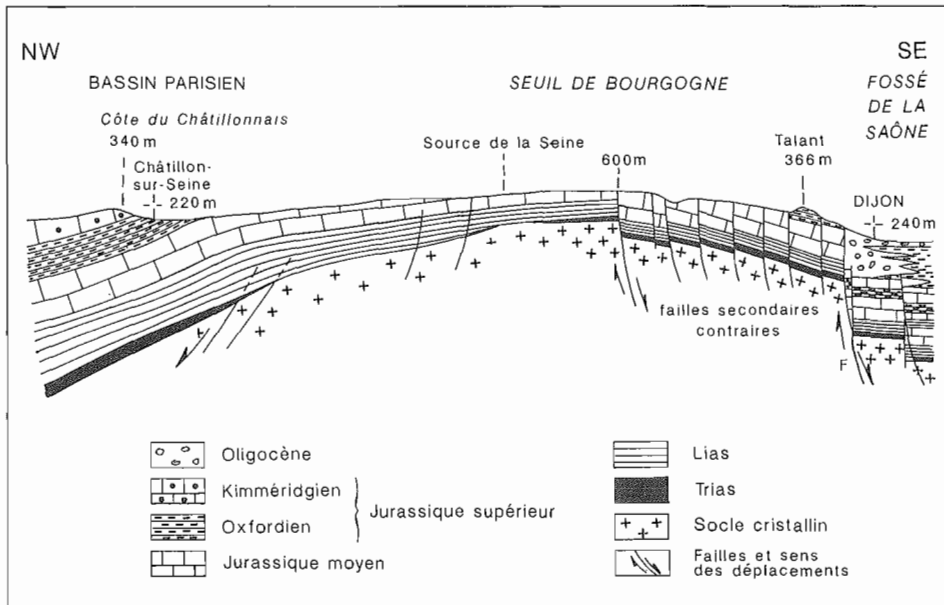 NW
SE
BASSIN PARISIEN
SEUIL DE BOURGOGNE
FOSSÉ
DE LA
SAÔNE
Côte du Châtillonnais
340 m
Châtillon-
sur-Seine
220 m
Source de la Seine
600m
Talant
366 m
DIJON
240 m
failles secondaires
contraires
F
Oligocène
Kimméridgien
Oxfordien
Jurassique supérieur
Jurassique moyen
Lias
Trias
Socle cristallin
Failles et sens
des déplacements